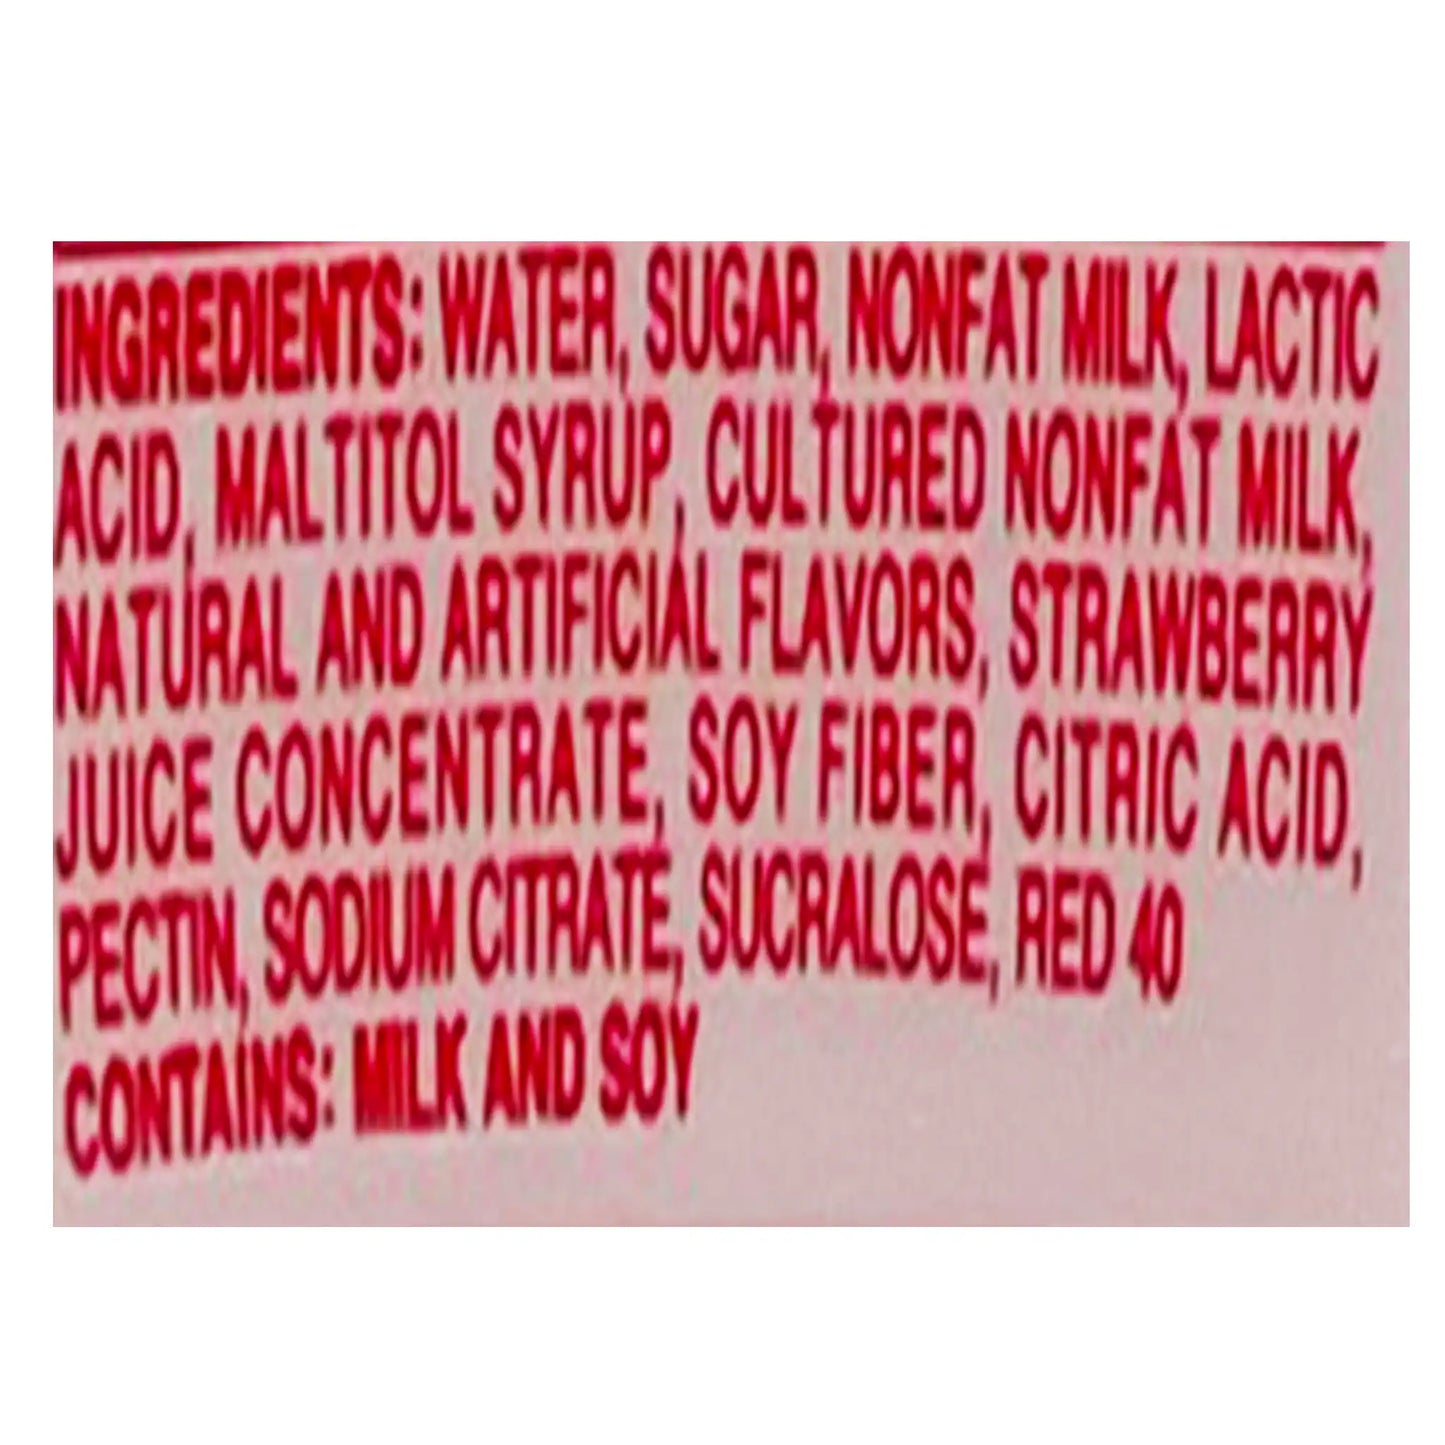 INGREDIENTS: WATER, SUGAR, NONFAT MILK, LACTIC
ACID, MALTITOL SYRUP, CULTURED NONFAT MILK,
NATURAL AND ARTIFICIAL FLAVORS, STRAWBERRY
JUICE CONCENTRATE, SOY FIBER, CITRIC ACID,
PECTIN, SODIUM CITRATE, SUCRALOSE, RED 40
CONTAINS: MILK AND SOY